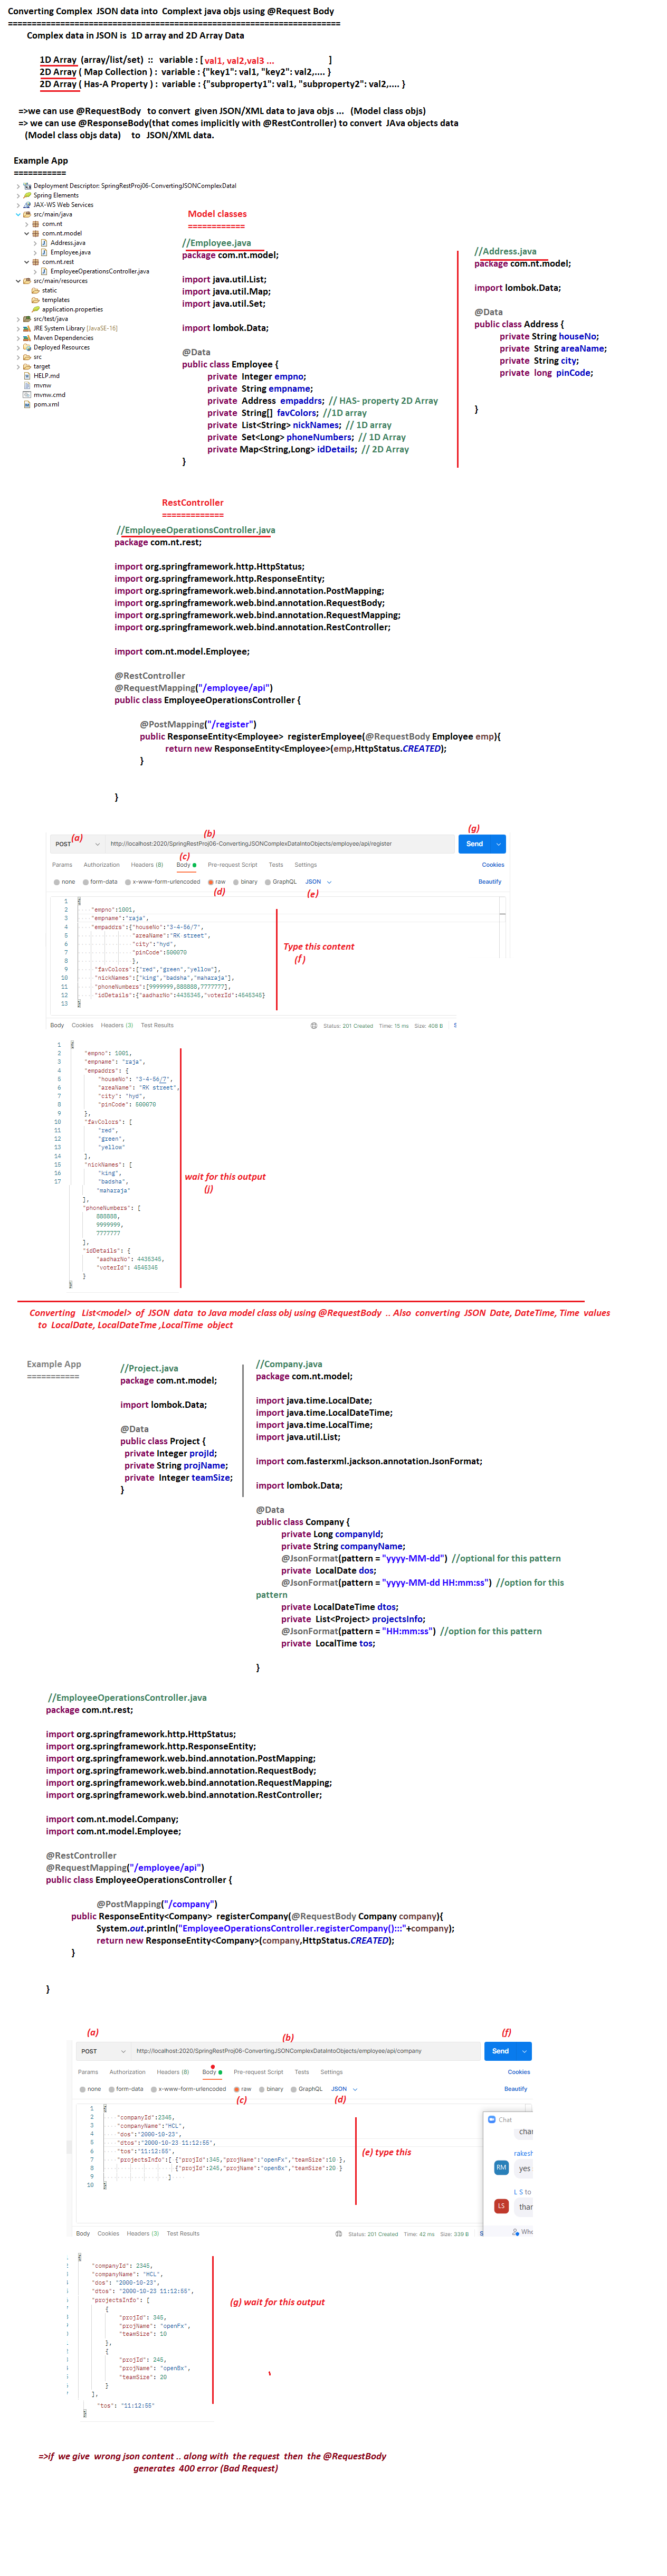 Converting Complex JSON data into Complext java objs using @Request Body
==========================================================================
Complex data in JSON is 1D array and 2D Array Data
1D Array (array/list/set) :: variable : [ val1, val2,val3 ... ]
2D Array ( Map Collection ) : variable : {"key1": val1, "key2": val2,.... }
2D Array ( Has-A Property ) : variable : {"subproperty1": val1, "subproperty2": val2,.... }
=>we can use @RequestBody to convert given JSON/XML data to java objs ... (Model class objs)
=> we can use @ResponseBody(that comes implicitly with @RestController) to convert JAva objects data
(Model class objs data) to JSON/XML data.
Example App
===========
Deployment Descriptor: SpringRestProj06-ConvertingJSONComplexDataI
Spring Elements
JAX-WS Web Services
src/main/java
com.nt
com.nt.model
Address.java
Employee.java
com.nt.rest
EmployeeOperationsController.java
src/main/resources
static
templates
application.properties
src/test/java
JRE System Library [JavaSE-16]
Maven Dependencies
Deployed Resources
src
target
HELP.md
mvnw
mvnw.cmd
pom.xml
Model classes
============
//Employee.java
package com.nt.model;
import java.util.List;
import java.util.Map;
import java.util.Set;
import lombok.Data;
@Data
public class Employee {
private Integer empno;
private String empname;
private Address empaddrs; // HAS- property 2D Array
private String[] favColors; //1D array
private List<String> nickNames; // 1D array
private Set<Long> phoneNumbers; // 1D Array
private Map<String,Long> idDetails; // 2D Array
}
//Address.java
package com.nt.model;
import lombok.Data;
@Data
public class Address {
private String houseNo;
private String areaName;
private String city;
private long pinCode;
}
RestController
=============
//EmployeeOperationsController.java
package com.nt.rest;
import org.springframework.http.HttpStatus;
import org.springframework.http.ResponseEntity;
import org.springframework.web.bind.annotation.PostMapping;
import org.springframework.web.bind.annotation.RequestBody;
import org.springframework.web.bind.annotation.RequestMapping;
import org.springframework.web.bind.annotation.RestController;
import com.nt.model.Employee;
@RestController
@RequestMapping("/employee/api")
public class EmployeeOperationsController {
@PostMapping("/register")
public ResponseEntity<Employee> registerEmployee(@RequestBody Employee emp){
return new ResponseEntity<Employee>(emp,HttpStatus.CREATED);
}
}
(a) (b) (g)
POST http://localhost:2020/SpringRestProj06-ConvertingJSONComplexDataIntoObjects/employee/api/register Send
(c)
Params Authorization Headers (8) Body Pre-request Script Tests Settings Cookies
none form-data x-www-form-urlencoded raw binary GraphQL JSON Beautify
(d) (e)
1 {
2 "empno":1001,
3 "empname":"raja",
4 "empaddrs":{"houseNo":"3-4-56/7",
5 "areaName":"RK street",
6 "city":"hyd",
7 "pinCode":500070
8 },
9 "favColors":["red","green","yellow"],
10 "nickNames":["king","badsha","maharaja"],
11 "phoneNumbers":[9999999,888888,7777777],
12 "idDetails":{"aadharNo":4435345,"voterId":4545345}
13 }
Type this content
(f )
Body Cookies Headers (3) Test Results Status: 201 Created Time: 15 ms Size: 408 B
1 {
2 "empno": 1001,
3 "empname": "raja",
4 "empaddrs": {
5 "houseNo": "3-4-56/7",
6 "areaName": "RK street",
7 "city": "hyd",
8 "pinCode": 500070
9 },
10 "favColors": [
11 "red",
12 "green",
13 "yellow"
14 ],
15 "nickNames": [
16 "king",
17 "badsha",
"maharaja"
],
"phoneNumbers": [
888888,
9999999,
7777777
],
"idDetails": {
"aadharNo": 4435345,
"voterId": 4545345
}
}
wait for this output
(j)
Converting List<model> of JSON data to Java model class obj using @RequestBody .. Also converting JSON Date, DateTime, Time values
to LocalDate, LocalDateTme ,LocalTime object
Example App
===========
//Project.java
package com.nt.model;
import lombok.Data;
@Data
public class Project {
private Integer projId;
private String projName;
private Integer teamSize;
}
//Company.java
package com.nt.model;
import java.time.LocalDate;
import java.time.LocalDateTime;
import java.time.LocalTime;
import java.util.List;
import com.fasterxml.jackson.annotation.JsonFormat;
import lombok.Data;
@Data
public class Company {
private Long companyId;
private String companyName;
@JsonFormat(pattern = "yyyy-MM-dd") //optional for this pattern
private LocalDate dos;
@JsonFormat(pattern = "yyyy-MM-dd HH:mm:ss") //option for this
pattern
private LocalDateTime dtos;
private List<Project> projectsInfo;
@JsonFormat(pattern = "HH:mm:ss") //option for this pattern
private LocalTime tos;
}
//EmployeeOperationsController.java
package com.nt.rest;
import org.springframework.http.HttpStatus;
import org.springframework.http.ResponseEntity;
import org.springframework.web.bind.annotation.PostMapping;
import org.springframework.web.bind.annotation.RequestBody;
import org.springframework.web.bind.annotation.RequestMapping;
import org.springframework.web.bind.annotation.RestController;
import com.nt.model.Company;
import com.nt.model.Employee;
@RestController
@RequestMapping("/employee/api")
public class EmployeeOperationsController {
@PostMapping("/company")
public ResponseEntity<Company> registerCompany(@RequestBody Company company){
System.out.println("EmployeeOperationsController.registerCompany():::"+company);
return new ResponseEntity<Company>(company,HttpStatus.CREATED);
}
}
(a) (b) (f)
POST http://localhost:2020/SpringRestProj06-ConvertingJSONComplexDataIntoObjects/employee/api/company Send
Params Authorization Headers (8) Body Pre-request Script Tests Settings Cookies
none form-data x-www-form-urlencoded raw binary GraphQL JSON Beautify
(c) (d)
1 {
2 "companyId":2345,
3 "companyName":"HCL",
4 "dos":"2000-10-23",
5 "dtos":"2000-10-23 11:12:55",
6 "tos":"11:12:55",
7 "projectsInfo":[ {"projId":345,"projName":"openFx","teamSize":10 },
8 {"projId":245,"projName":"openBx","teamSize":20 }
9 ]
10 }
(e) type this
Chat
char
rakesh
RM yes
L S to
LS than
Whe
Body Cookies Headers (3) Test Results Status: 201 Created Time: 42 ms Size: 339 B
{
"companyId": 2345,
"companyName": "HCL",
"dos": "2000-10-23",
"dtos": "2000-10-23 11:12:55",
"projectsInfo": [
{
"projId": 345,
"projName": "openFx",
"teamSize": 10
},
{
"projId": 245,
"projName": "openBx",
"teamSize": 20
}
],
"tos": "11:12:55"
}
(g) wait for this output
=>if we give wrong json content .. along with the request then the @RequestBody
generates 400 error (Bad Request)